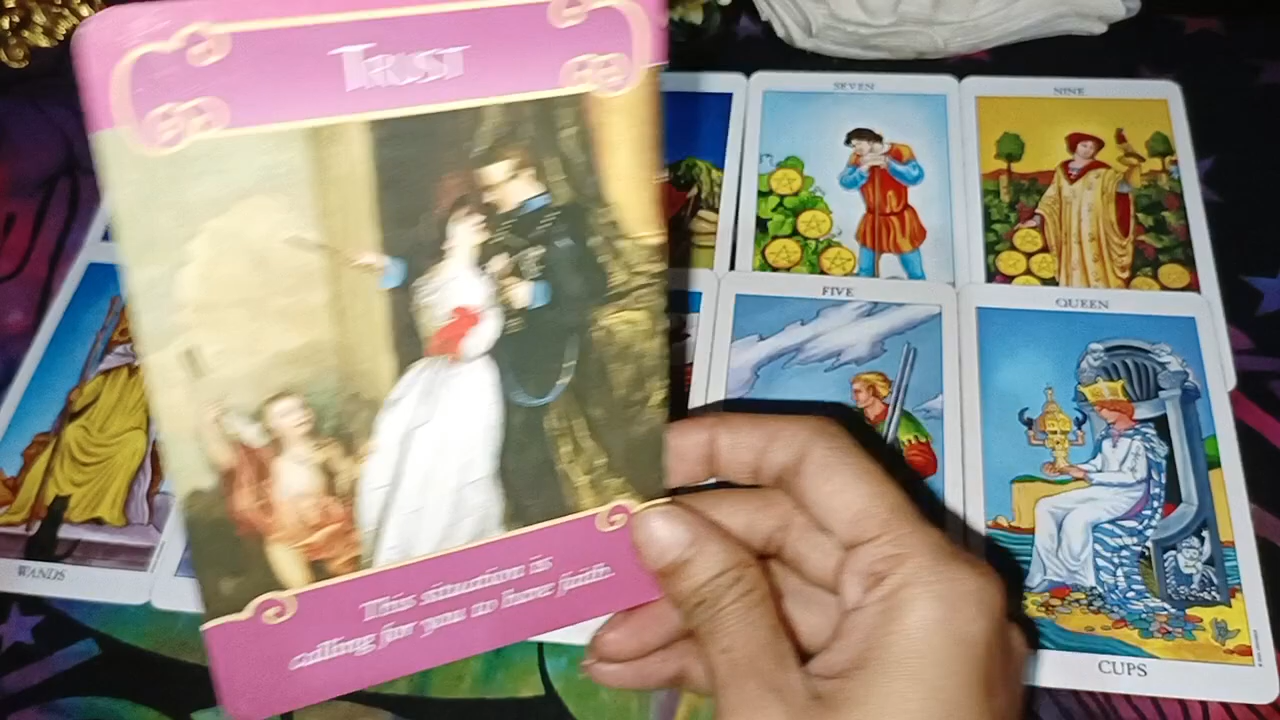 TRUST
This situation is
calling for you to have faith.
SEVEN
NINE
FIVE
QUEEN
WANDS
CUPS